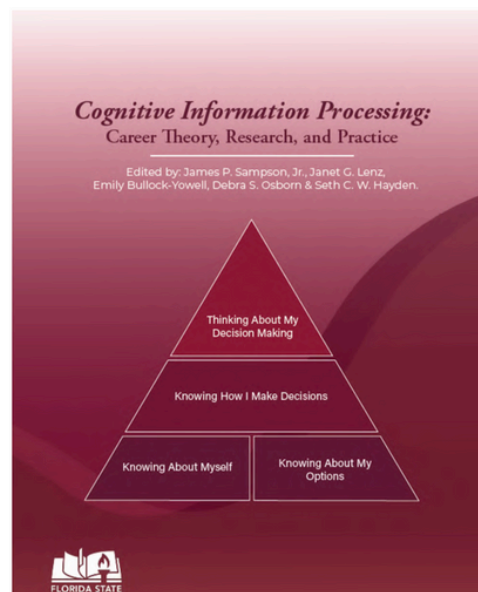 Cognitive Information Processing:
Career Theory, Research, and Practice
Edited by: James P. Sampson, Jr., Janet G. Lenz,
Emily Bullock-Yowell, Debra S. Osborn & Seth C. W. Hayden.
Thinking About My
Decision Making
Knowing How I Make Decisions
Knowing About Myself
Knowing About My
Options
FLORIDA STATE